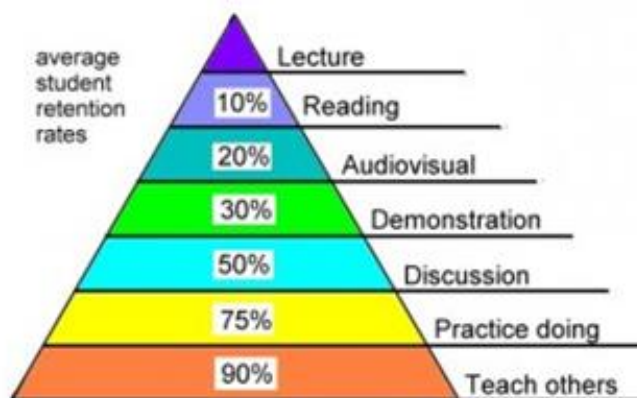 average
student
retention
rates
Lecture
10% Reading
20% Audiovisual
30% Demonstration
50% Discussion
75% Practice doing
90% Teach others